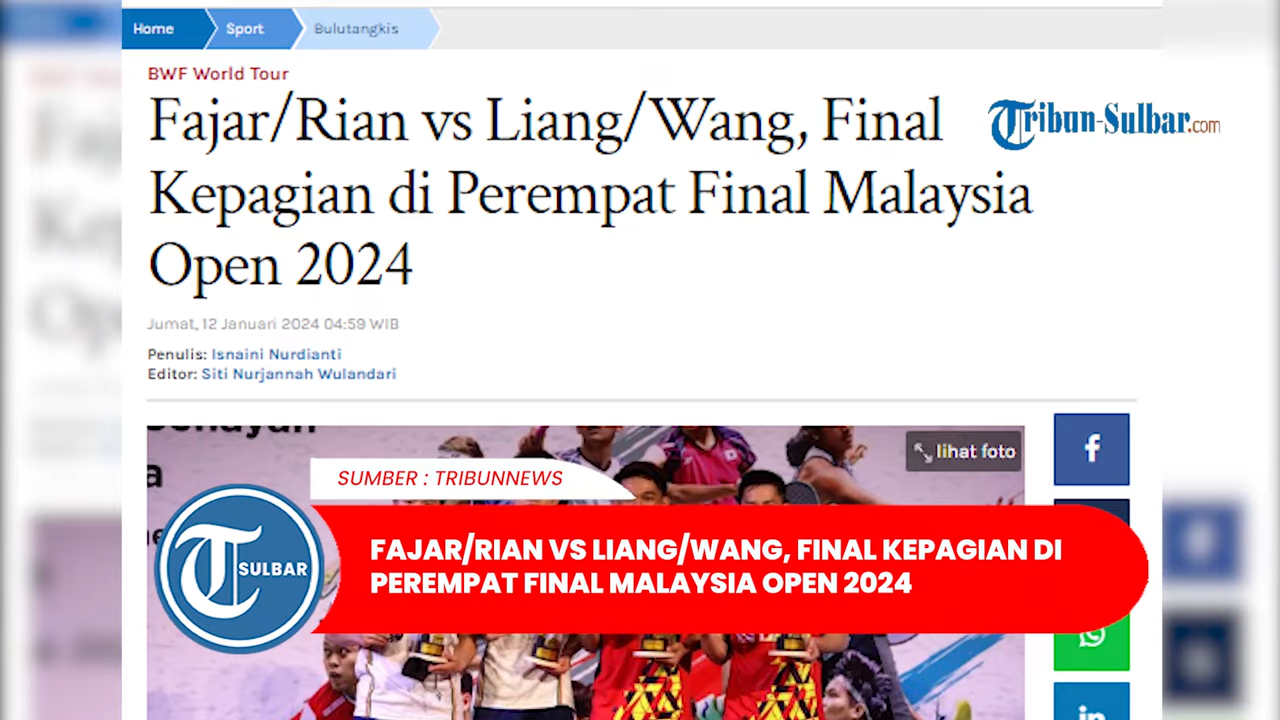 Home
Sport
Bulutangkis
BWF World Tour
Fajar/Rian vs Liang/Wang, Final
Kepagian di Perempat Final Malaysia
Open 2024
Tribun-Sulbar.com
Jumat, 12 Januari 2024 04:59 WIB
Penulis: Isnaini Nurdianti
Editor: Siti Nurjannah Wulandari
lihat foto
SUMBER : TRIBUNNEWS
T SULBAR
FAJAR/RIAN VS LIANG/WANG, FINAL KEPAGIAN DI
PEREMPAT FINAL MALAYSIA OPEN 2024
f
in